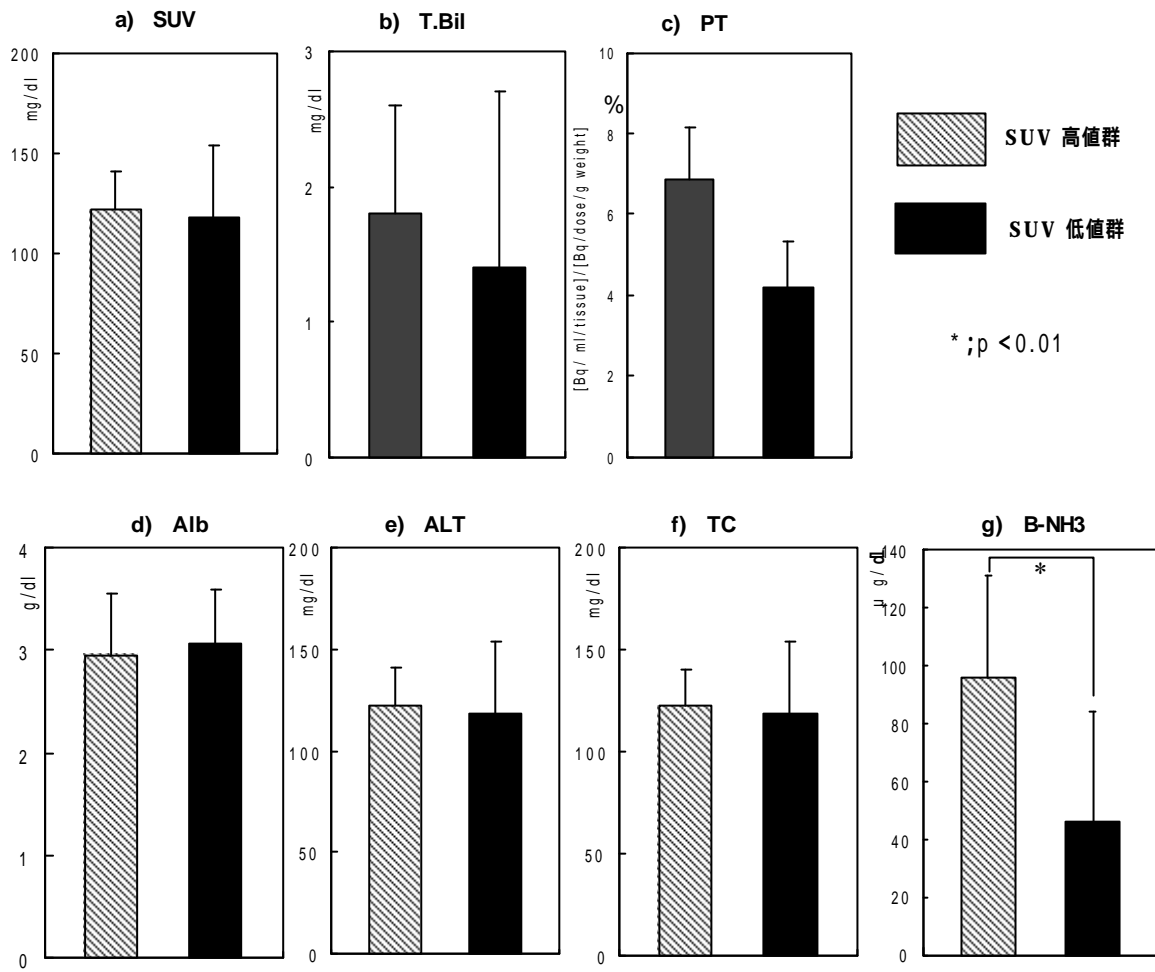 a) SUV
200
mg/dl
150
100
50
0
b) T.Bil
3
mg/dl
2
1
0
c) PT
10
%
8
6
4
2
0
[Bq/ ml/tissue]/[Bq/dose/g weight]
SUV 高値群
SUV 低値群
*;p <0.01
d) Alb
4
g/dl
3
2
1
0
e) ALT
200
mg/dl
150
100
50
0
f) TC
200
mg/dl
150
100
50
0
g) B-NH3
140
μ g/dl
120
100
80
60
40
20
0
*